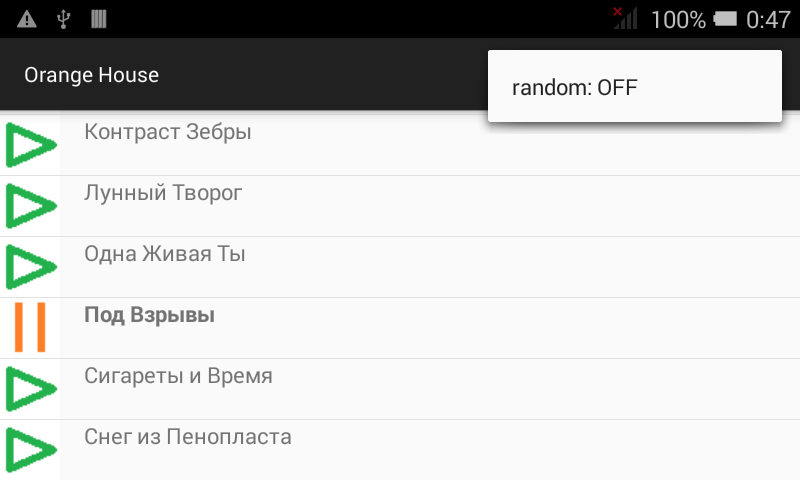 100% 0:47
Orange House
random: OFF
Контраст Зебры
Лунный Творог
Одна Живая Ты
Под Взрывы
Сигареты и Время
Снег из Пенопласта